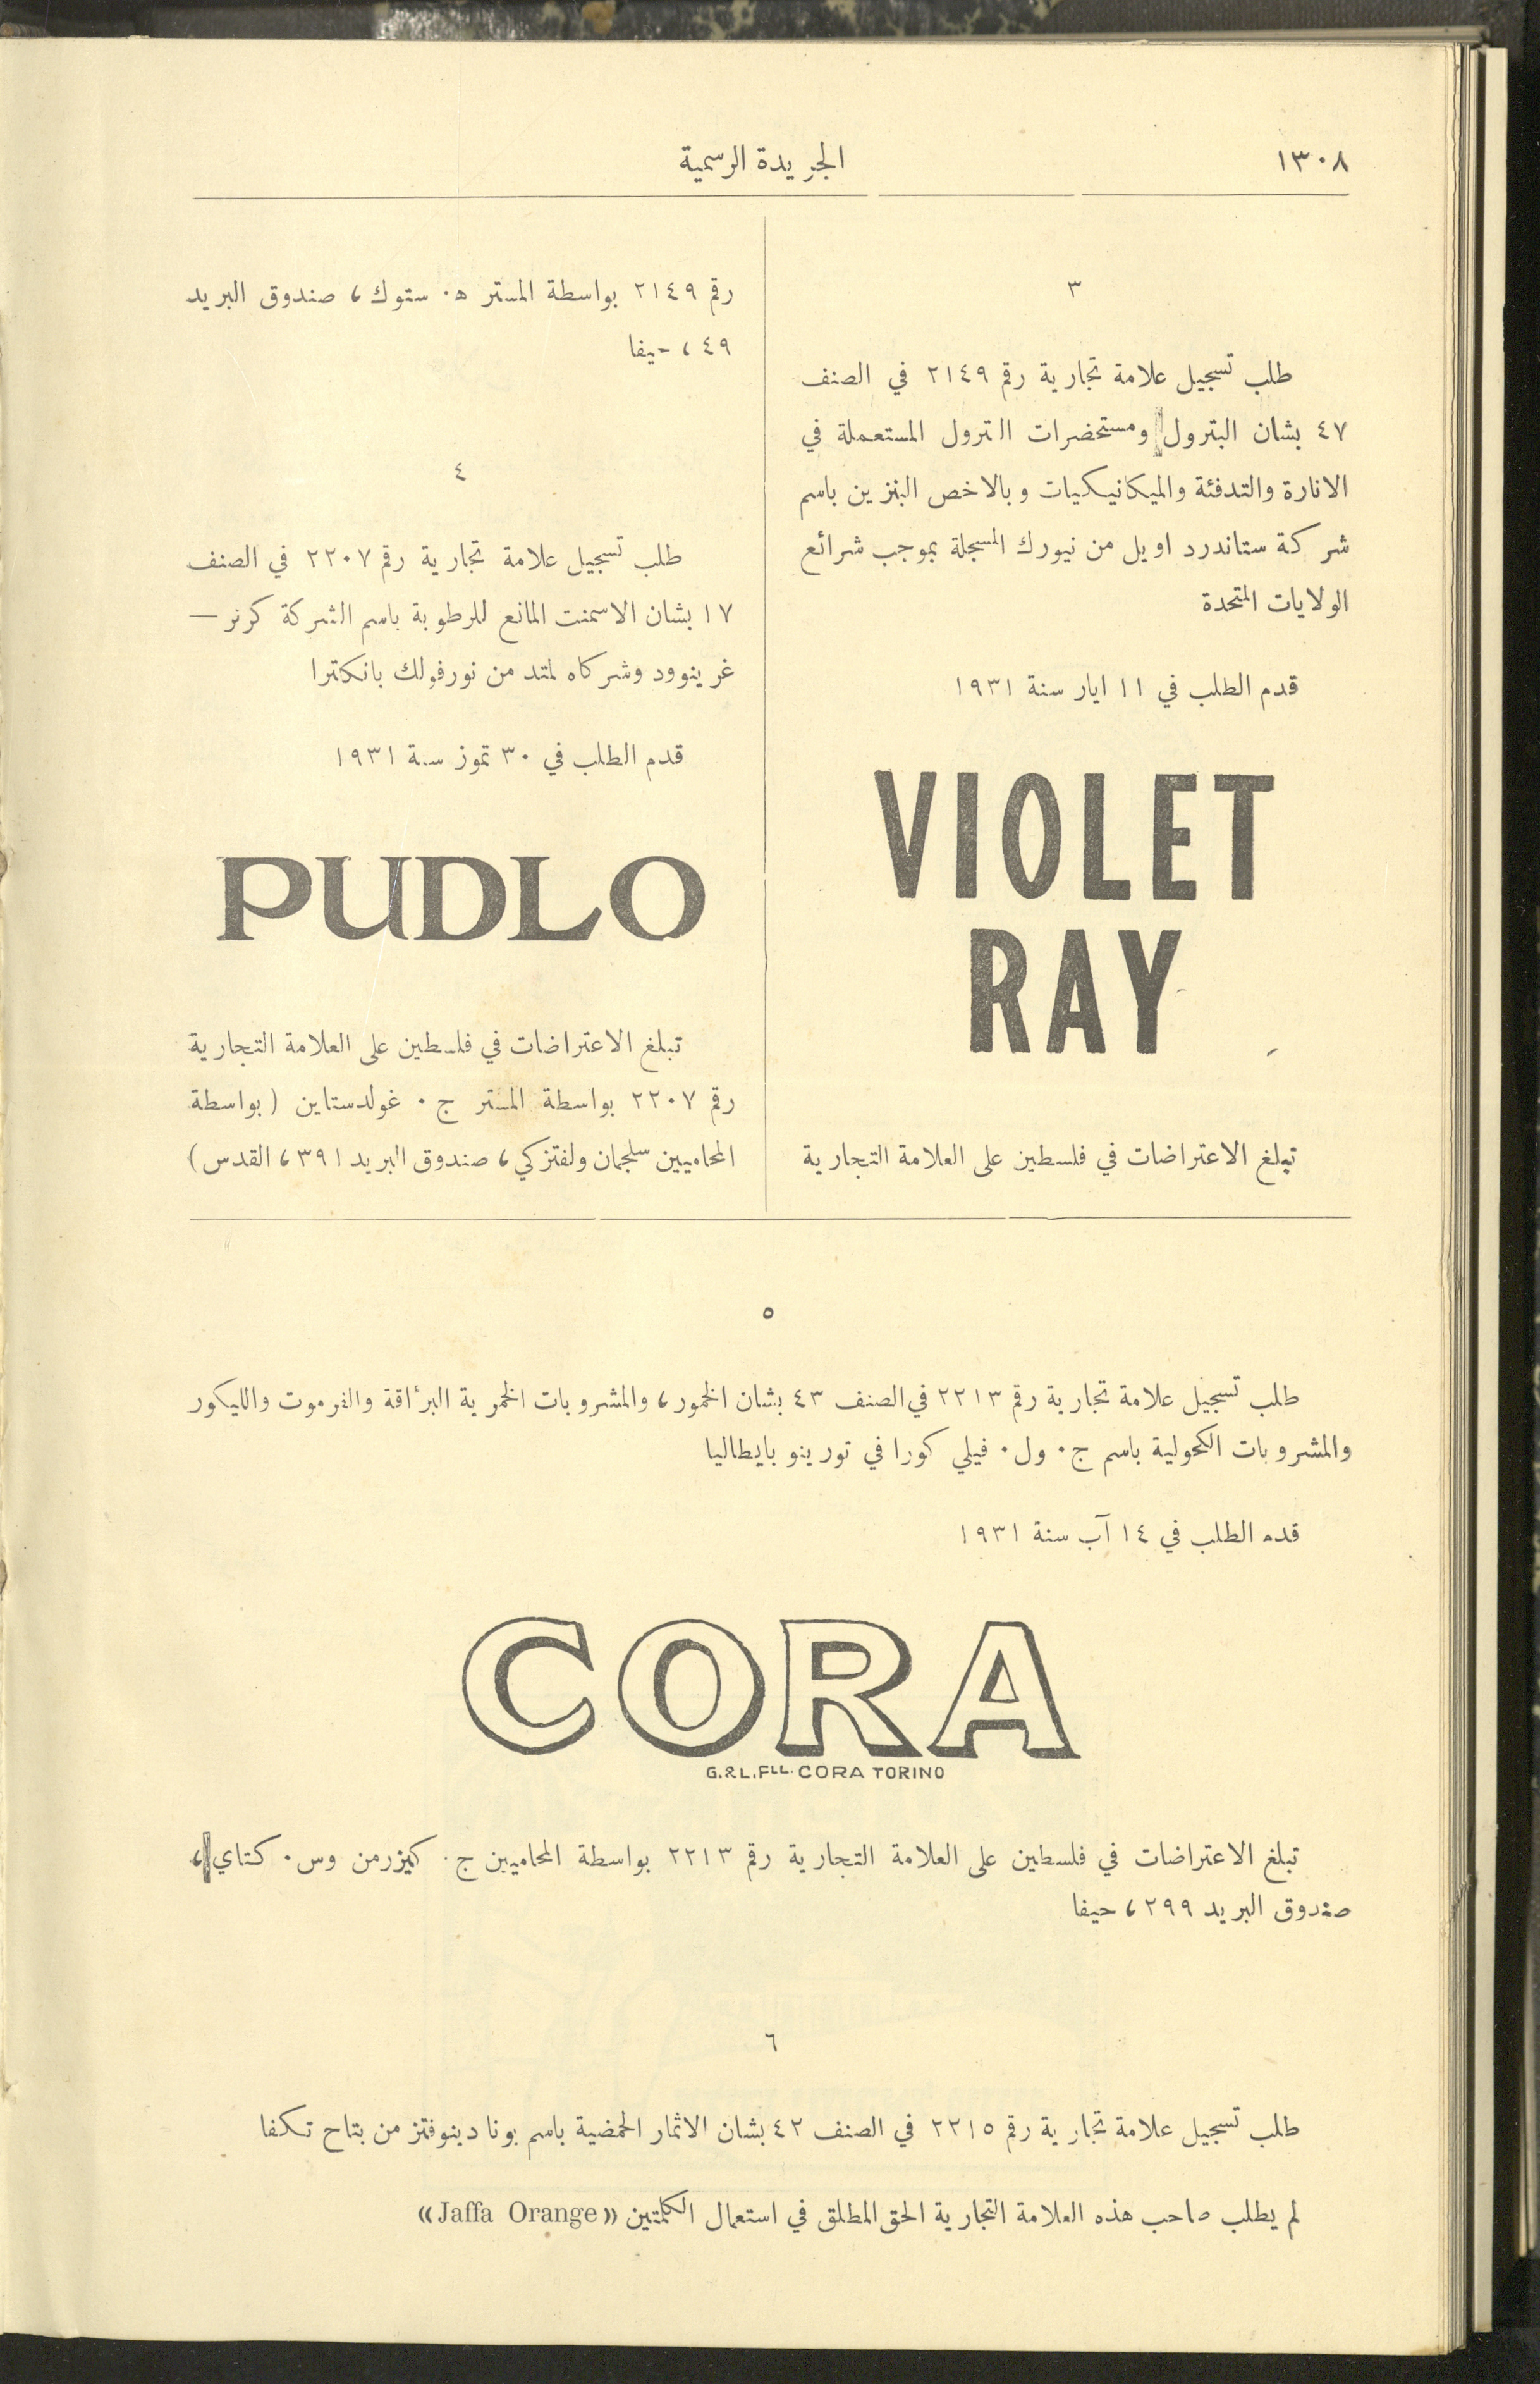 ١٣٠٨
الجريدة الرسمية
٣
طلب تسجيل علامة تجارية رقم ٢١٤٩ في الصنف
٤٧ بشان البترول ومستحضرات البترول المستعملة في
الانارة والتدفئة والميكانيكيات وبالاخص البنزين باسم
شركة ستاندرد اويل من نيورك المسجلة بموجب شرائع
الولايات المتحدة
قدم الطلب في ١١ ايار سنة ١٩٣١
VIOLET
RAY
تبلغ الاعتراضات في فلسطين على العلامة التجارية
رقم ٢١٤٩ بواسطة المستر ه. ستوك، صندوق البريد
٤٩، حيفا
٤
طلب تسجيل علامة تجارية رقم ٢٢٠٧ في الصنف
١٧ بشان الاسمنت المانع للرطوبة باسم الشركة كرنر —
غرينوود وشركاه لمتد من نورفولك بانكلترا
قدم الطلب في ٣٠ تموز سنة ١٩٣١
PUDLO
تبلغ الاعتراضات في فلسطين على العلامة التجارية
رقم ٢٢٠٧ بواسطة المستر ج. غولدستاين (بواسطة
المحاميين سلجمان ولفتزكي، صندوق البريد ٣٩١، القدس)
٥
طلب تسجيل علامة تجارية رقم ٢٢١٣ في الصنف ٤٣ بشان الخمور، والمشروبات الخمرية البرأقة والفرموت والليكور
والمشروبات الكحولية باسم ج. ول. فيلي كورا في تورينو بايطاليا
قدم الطلب في ١٤ آب سنة ١٩٣١
CORA
G.&L.FLL. CORA TORINO
تبلغ الاعتراضات في فلسطين على العلامة التجارية رقم ٢٢١٣ بواسطة المحاميين ج. كيزرمن وس. كتاي،
صندوق البريد ٢٩٩، حيفا
٦
طلب تسجيل علامة تجارية رقم ٢٢١٥ في الصنف ٤٢ بشان الاثمار الحمضية باسم بونا دينوفتز من بتاح تكفا
لم يطلب صاحب هذه العلامة التجارية الحق المطلق في استعمال الكلمتين «Jaffa Orange»